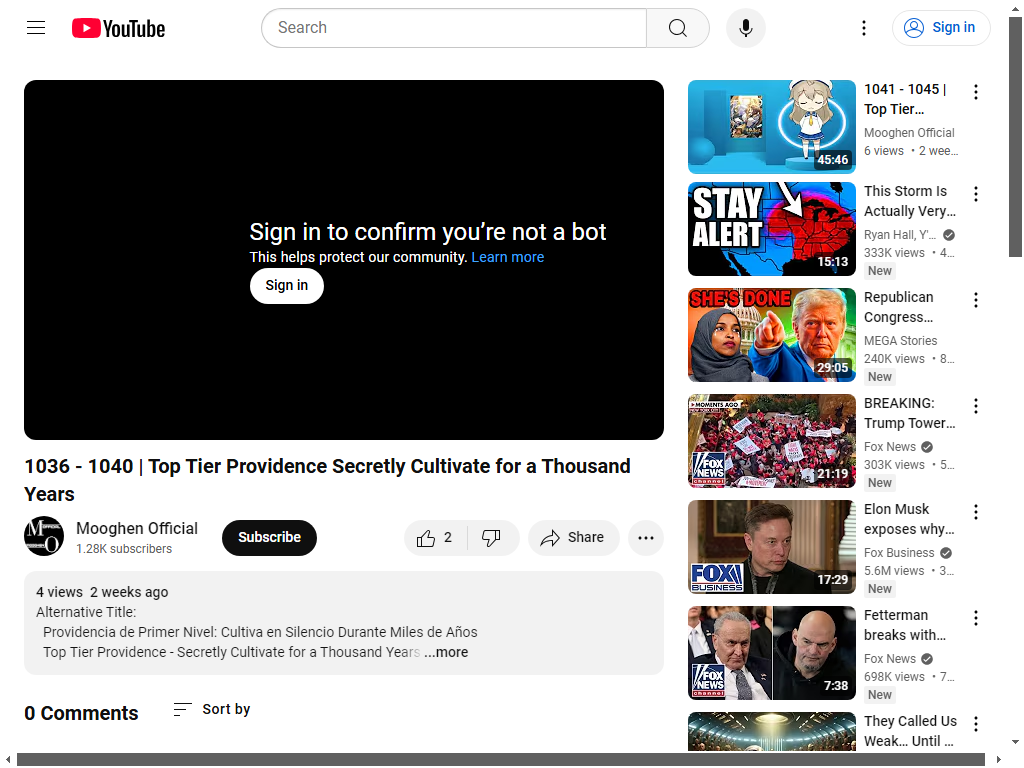 YouTube
Search
Sign in
Sign in to confirm you’re not a bot
This helps protect our community. Learn more
Sign in
1036 - 1040 | Top Tier Providence Secretly Cultivate for a Thousand
Years
Mooghen Official
1.28K subscribers
Subscribe
2
Share
4 views 2 weeks ago
Alternative Title:
Providencia de Primer Nivel: Cultiva en Silencio Durante Miles de Años
Top Tier Providence - Secretly Cultivate for a Thousand Years ...more
0 Comments
Sort by
45:46
1041 - 1045 |
Top Tier…
Mooghen Official
6 views • 2 wee…
STAY
ALERT
15:13
This Storm Is
Actually Very…
Ryan Hall, Y'…
333K views • 4…
New
SHE'S DONE
29:05
Republican
Congress…
MEGA Stories
240K views • 8…
New
MOMENTS AGO
NEW YORK CITY
FOX
NEWS
channel
21:19
BREAKING:
Trump Tower…
Fox News
303K views • 5…
New
FOX
BUSINESS
17:29
Elon Musk
exposes why…
Fox Business
5.6M views • 3…
New
FOX
NEWS
channel
7:38
Fetterman
breaks with…
Fox News
698K views • 7…
New
They Called Us
Weak… Until …